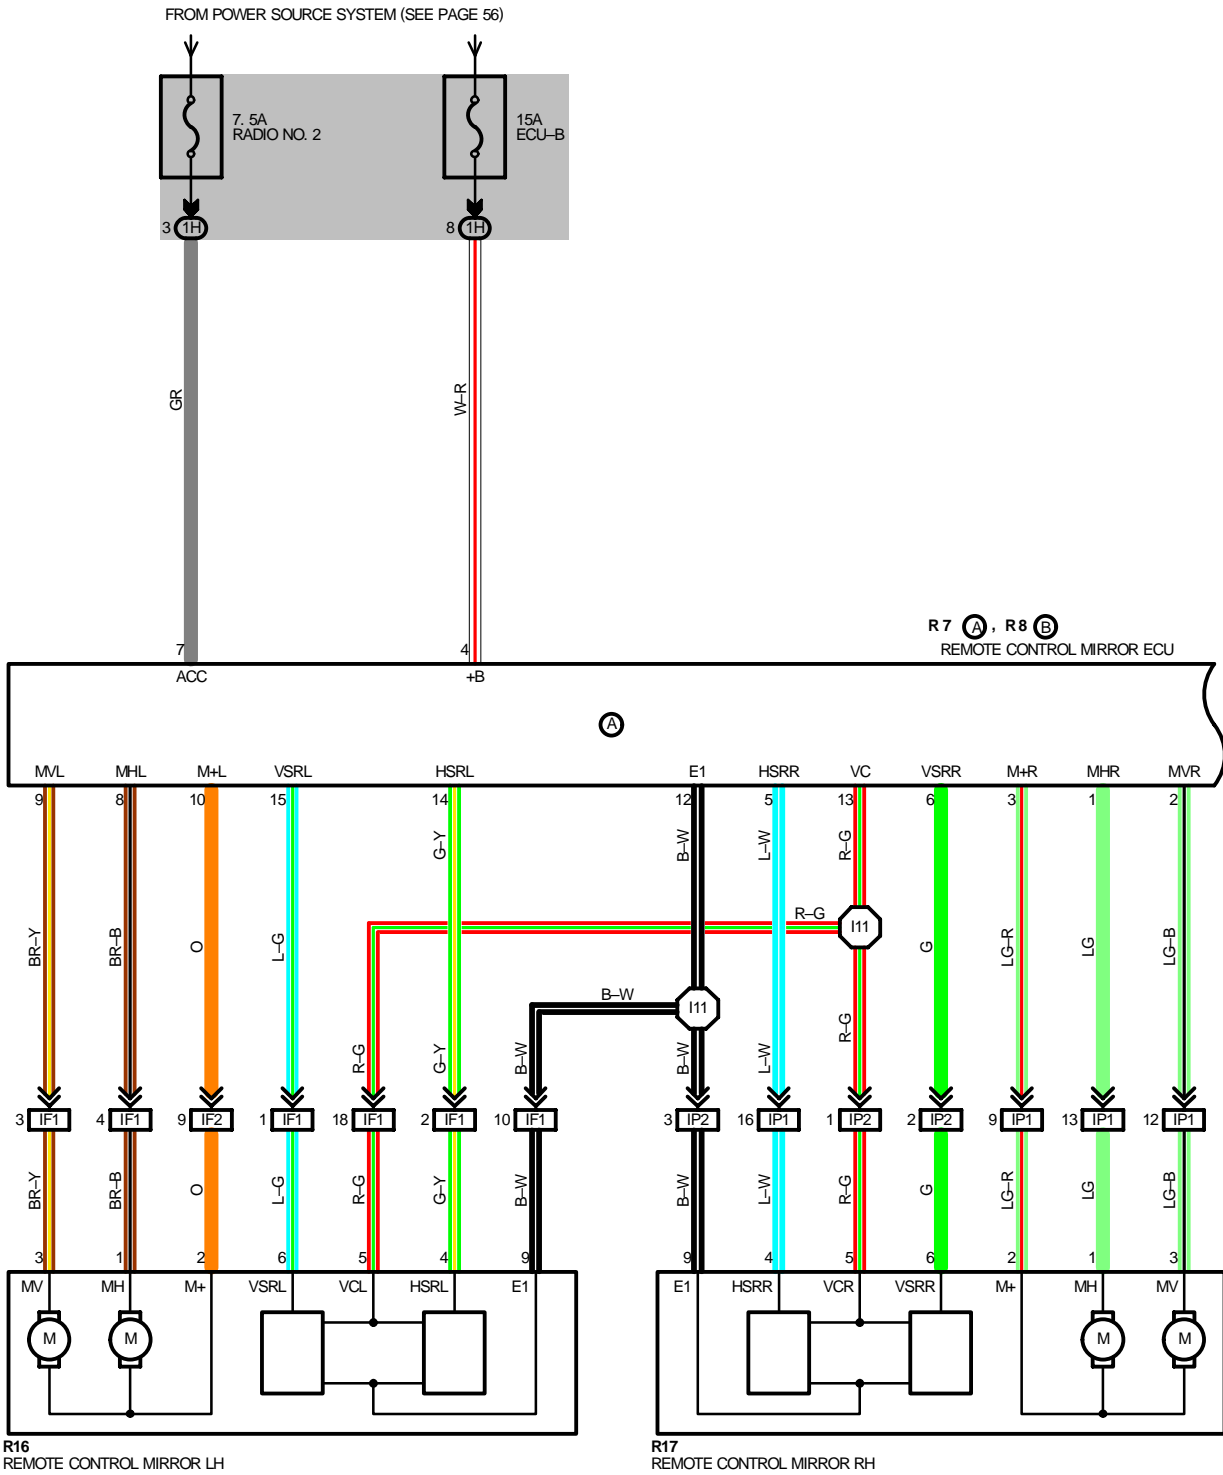 FROM POWER SOURCE SYSTEM (SEE PAGE 56)
7. 5A
RADIO NO. 2
15A
ECU–B
3 1H
8 1H
GR
W–R
R 7 A , R 8 B
REMOTE CONTROL MIRROR ECU
7
4
ACC
+B
A
MVL MHL M+L VSRL HSRL E1 HSRR VC VSRR M+R MHR MVR
9 8 10 15 14 12 5 13 6 3 1 2
G–Y B–W L–W R–G
R–G
I11
BR–Y BR–B O L–G G LG–R LG LG–B
B–W
I11
R–G G–Y B–W B–W L–W R–G
3 IF1 4 IF1 9 IF2 1 IF1 18 IF1 2 IF1 10 IF1 3 IP2 16 IP1 1 IP2 2 IP2 9 IP1 13 IP1 12 IP1
BR–Y BR–B O L–G R–G G–Y B–W B–W L–W R–G G LG–R LG LG–B
3 1 2 6 5 4 9 9 4 5 6 2 1 3
MV MH M+ VSRL VCL HSRL E1 E1 HSRR VCR VSRR M+ MH MV
M M M M
R16
REMOTE CONTROL MIRROR LH
R17
REMOTE CONTROL MIRROR RH